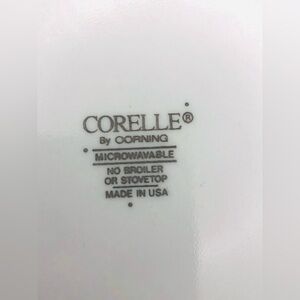 CORELLE®
By CORNING
MICROWAVABLE
NO BROILER
OR STOVETOP
MADE IN USA